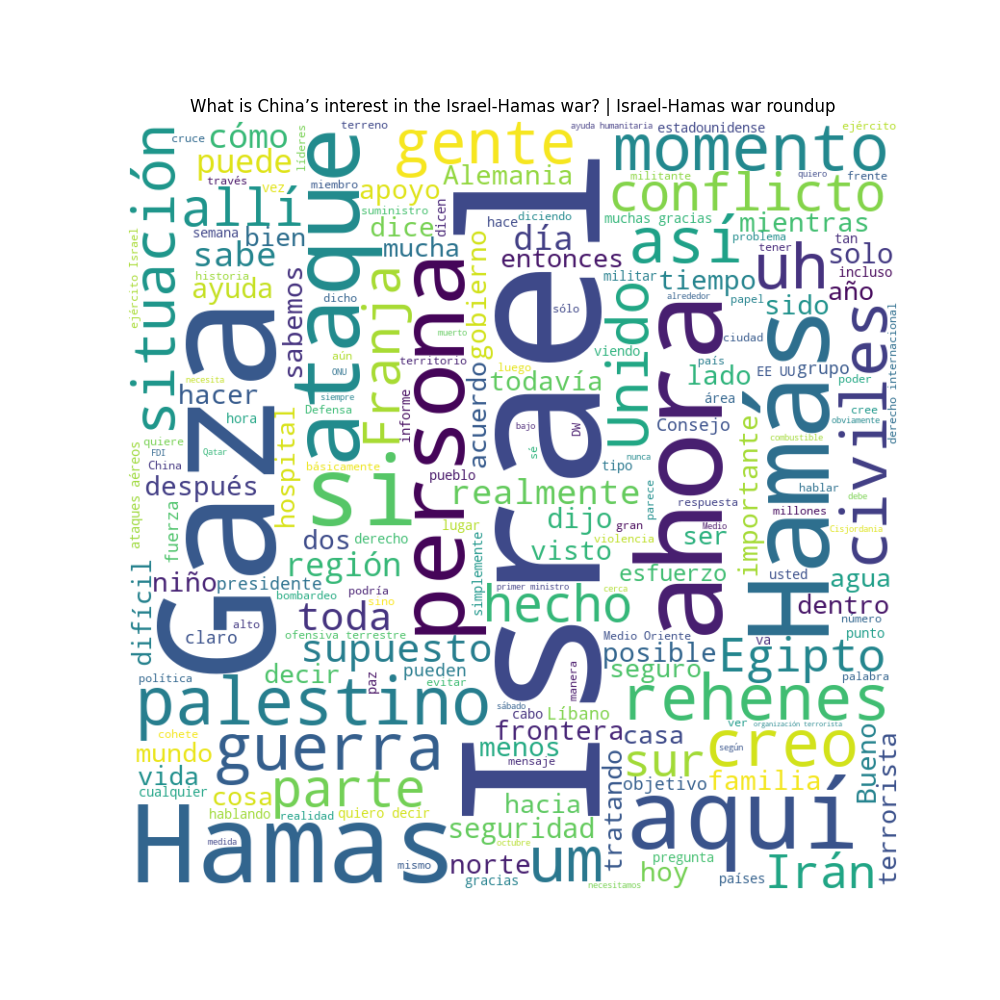 What is China’s interest in the Israel-Hamas war? | Israel-Hamas war roundup
cruce
cómo
líderes
terreno
gente
ayuda humanitaria
estadounidense
ejército
momento
puede
través
vez
miembro
apoyo
Alemania
militante
quiero
frente
conflicto
situación
allí
ataque
suministro
dice
dicen
hace
diciendo
muchas gracias
mientras
semana
bien
mucha
día
así
problema
tan
sabe
entonces
tener
uh
solo
incluso
ejército Israel
historia
ayuda
sabemos
dicho
Franja
persona
gobierno
Israel
militar
tiempo
año
sólo
alrededor
papel
sido
Gaza
hacer
necesita
aún
ONU
muerto
territorio
Unido
ahora
ciudad
Hamas
civiles
derecho internacional
viendo
país
EE UU
grupo
poder
luego
todavía
lado
hora
Defensa
siempre
informe
acuerdo
área
cree
obviamente
quiere
FDI
Qatar
China
hospital
si
bajo
DW
sé
nunca
Consejo
importante
combustible
ataques aéreos
básicamente
pueblo
tipo
parece
hablar
debe
después
realmente
respuesta
millones
fuerza
lugar
dijo
gran
Medio
Cisjordania
dos
derecho
simplemente
visto
violencia
ser
región
difícil
niño
presidente
bombardeo
podría
sino
primer ministro
cerca
esfuerzo
usted
agua
toda
hecho
dentro
claro
alto
ofensiva terrestre
Medio Oriente
va
número
punto
supuesto
posible
Egipto
política
decir
paz
pueden
evitar
manera
seguro
palabra
palestino
sábado
cabo
Líbano
rehenes
cohete
frontera
casa
ver
organización terrorista
mundo
guerra
menos
mensaje
sur
según
creo
Bueno
terrorista
vida
cualquier
cosa
parte
tratando
objetivo
familia
hablando
realidad
quiero decir
hacia
aquí
Hamas
medida
seguridad
octubre
mismo
norte
um
pregunta
gracias
necesitamos
hoy
países
Irán